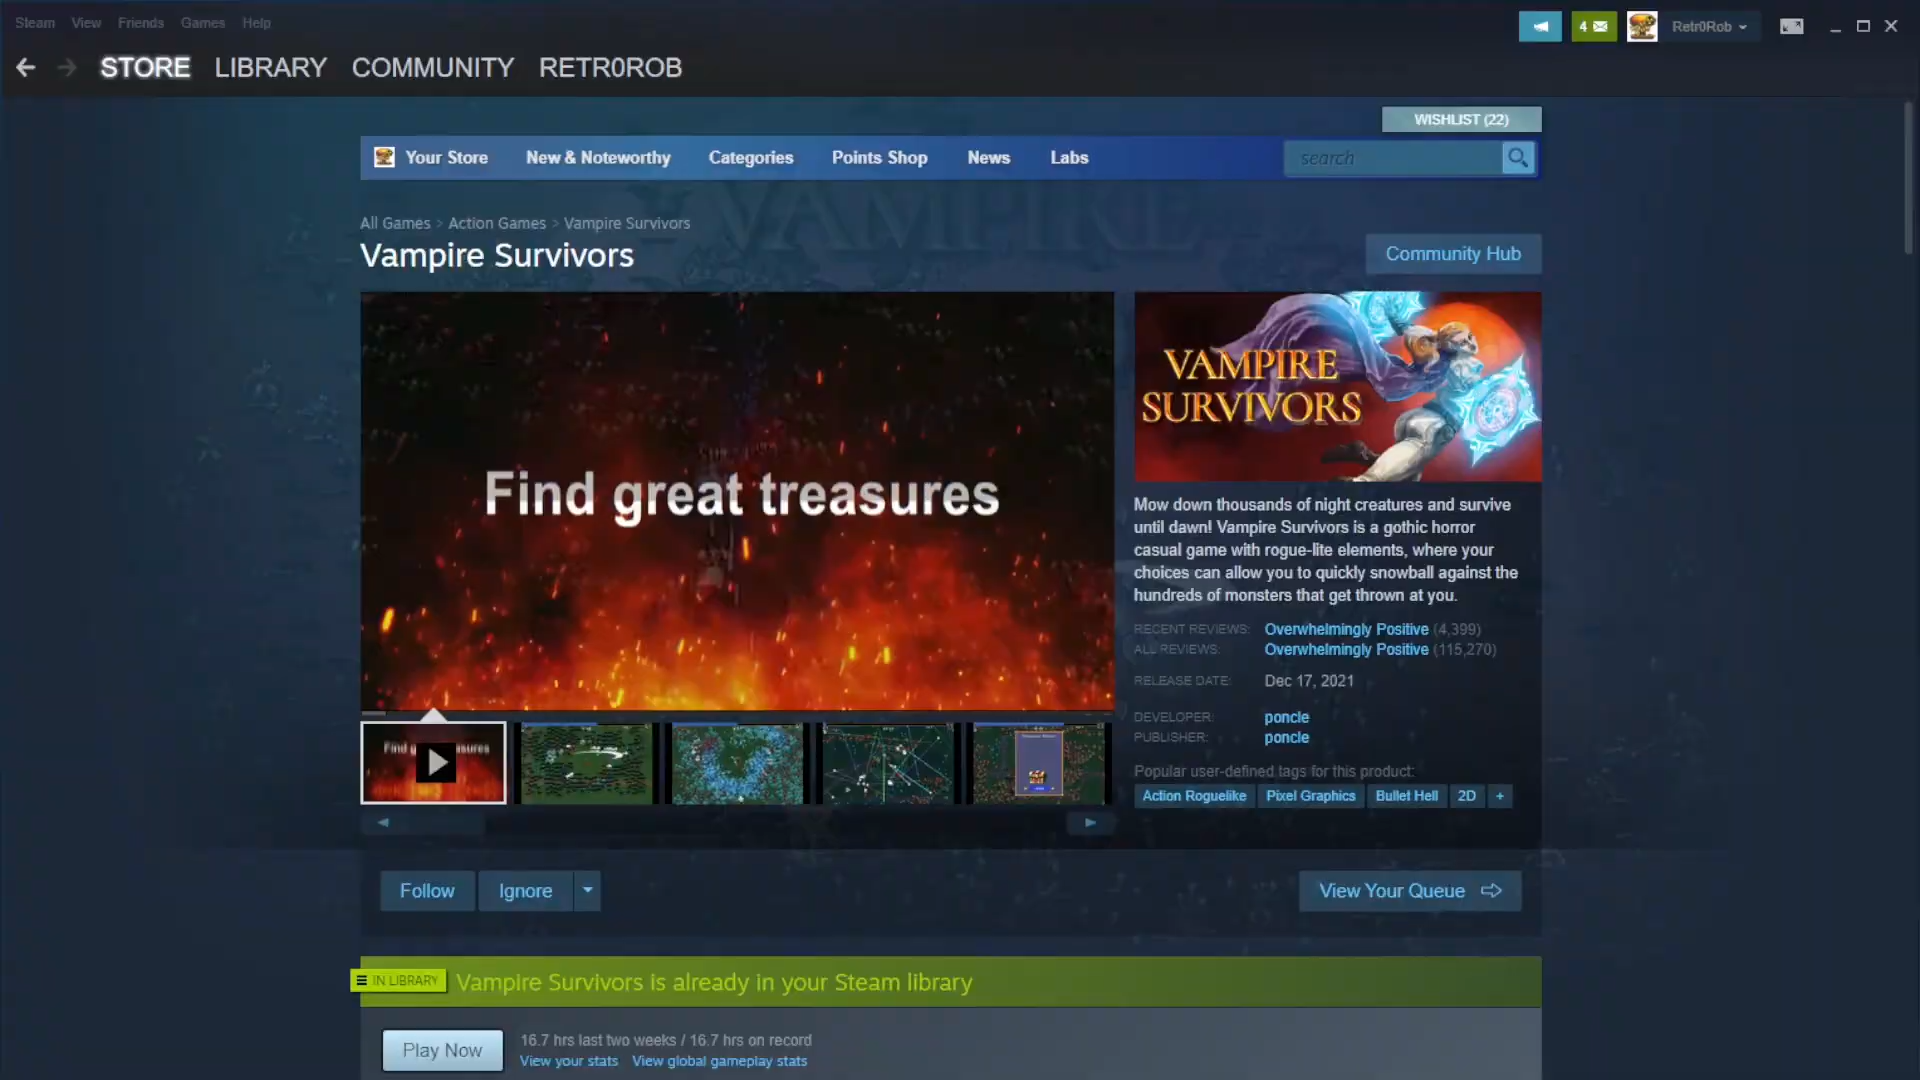 Steam View Friends Games Help
4
Retr0Rob
STORE LIBRARY COMMUNITY RETR0ROB
WISHLIST (22)
Your Store New & Noteworthy Categories Points Shop News Labs
search
VAMPIRE
All Games > Action Games > Vampire Survivors
Vampire Survivors
Community Hub
Find great treasures
VAMPIRE
SURVIVORS
Mow down thousands of night creatures and survive
until dawn! Vampire Survivors is a gothic horror
casual game with rogue-lite elements, where your
choices can allow you to quickly snowball against the
hundreds of monsters that get thrown at you.
RECENT REVIEWS: Overwhelmingly Positive (4,399)
ALL REVIEWS: Overwhelmingly Positive (115,270)
RELEASE DATE: Dec 17, 2021
DEVELOPER: poncle
PUBLISHER: poncle
Popular user-defined tags for this product:
Action Roguelike Pixel Graphics Bullet Hell 2D +
Follow Ignore
View Your Queue
IN LIBRARY Vampire Survivors is already in your Steam library
Play Now
16.7 hrs last two weeks / 16.7 hrs on record
View your stats View global gameplay stats